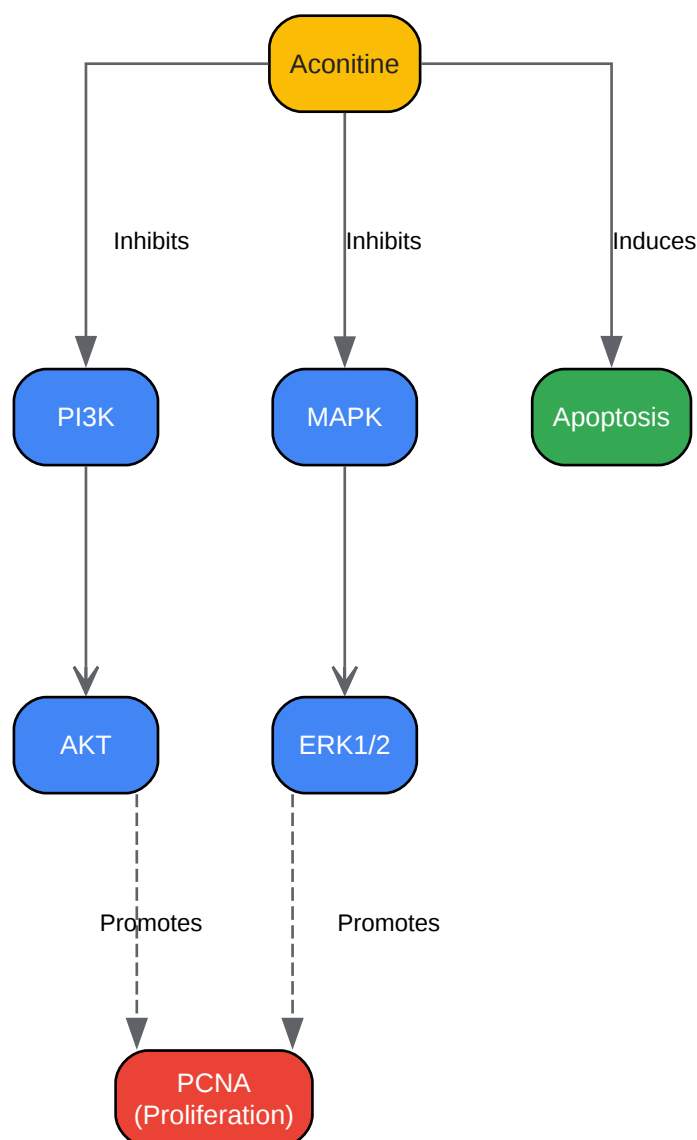 Aconitine
Inhibits
Inhibits
Induces
PI3K
MAPK
Apoptosis
AKT
ERK1/2
Promotes
Promotes
PCNA
(Proliferation)